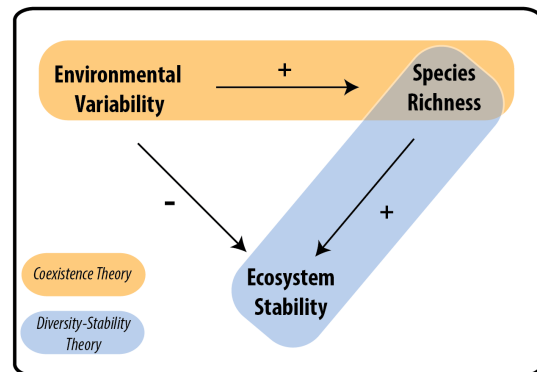 Environmental
Variability
+
Species
Richness
-
+
Ecosystem
Stability
Coexistence Theory
Diversity-Stability
Theory